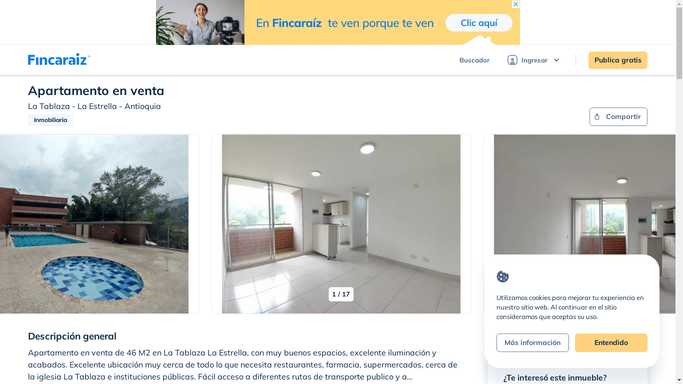 En Fincaraíz te ven porque te ven
Clic aquí
Fincaraíz
Buscador
Ingresar
Publica gratis
Apartamento en venta
La Tablaza - La Estrella - Antioquia
Inmobiliaria
Compartir
1 / 17
Utilizamos cookies para mejorar tu experiencia en
nuestro sitio web. Al continuar en el sitio
consideramos que aceptas su uso.
Más información
Entendido
Descripción general
Apartamento en venta de 46 M2 en La Tablaza La Estrella, con muy buenos espacios, excelente iluminación y
acabados. Excelente ubicación muy cerca de todo lo que necesita restaurantes, farmacia, supermercados, cerca de
la iglesia La Tablaza e instituciones públicas. Fácil acceso a diferentes rutas de transporte publico y a...
¿Te interesó este inmueble?